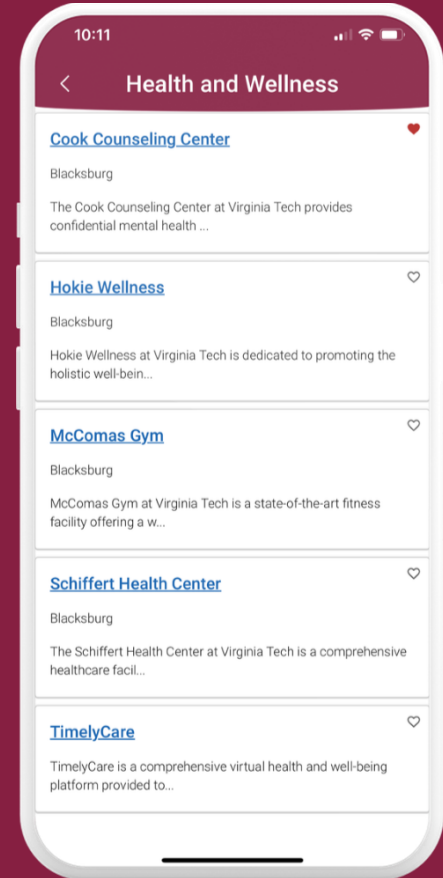 10:11
Health and Wellness
Cook Counseling Center
Blacksburg
The Cook Counseling Center at Virginia Tech provides
confidential mental health ...
Hokie Wellness
Blacksburg
Hokie Wellness at Virginia Tech is dedicated to promoting the
holistic well-bein...
McComas Gym
Blacksburg
McComas Gym at Virginia Tech is a state-of-the-art fitness
facility offering a w...
Schiffert Health Center
Blacksburg
The Schiffert Health Center at Virginia Tech is a comprehensive
healthcare facil...
TimelyCare
TimelyCare is a comprehensive virtual health and well-being
platform provided to...